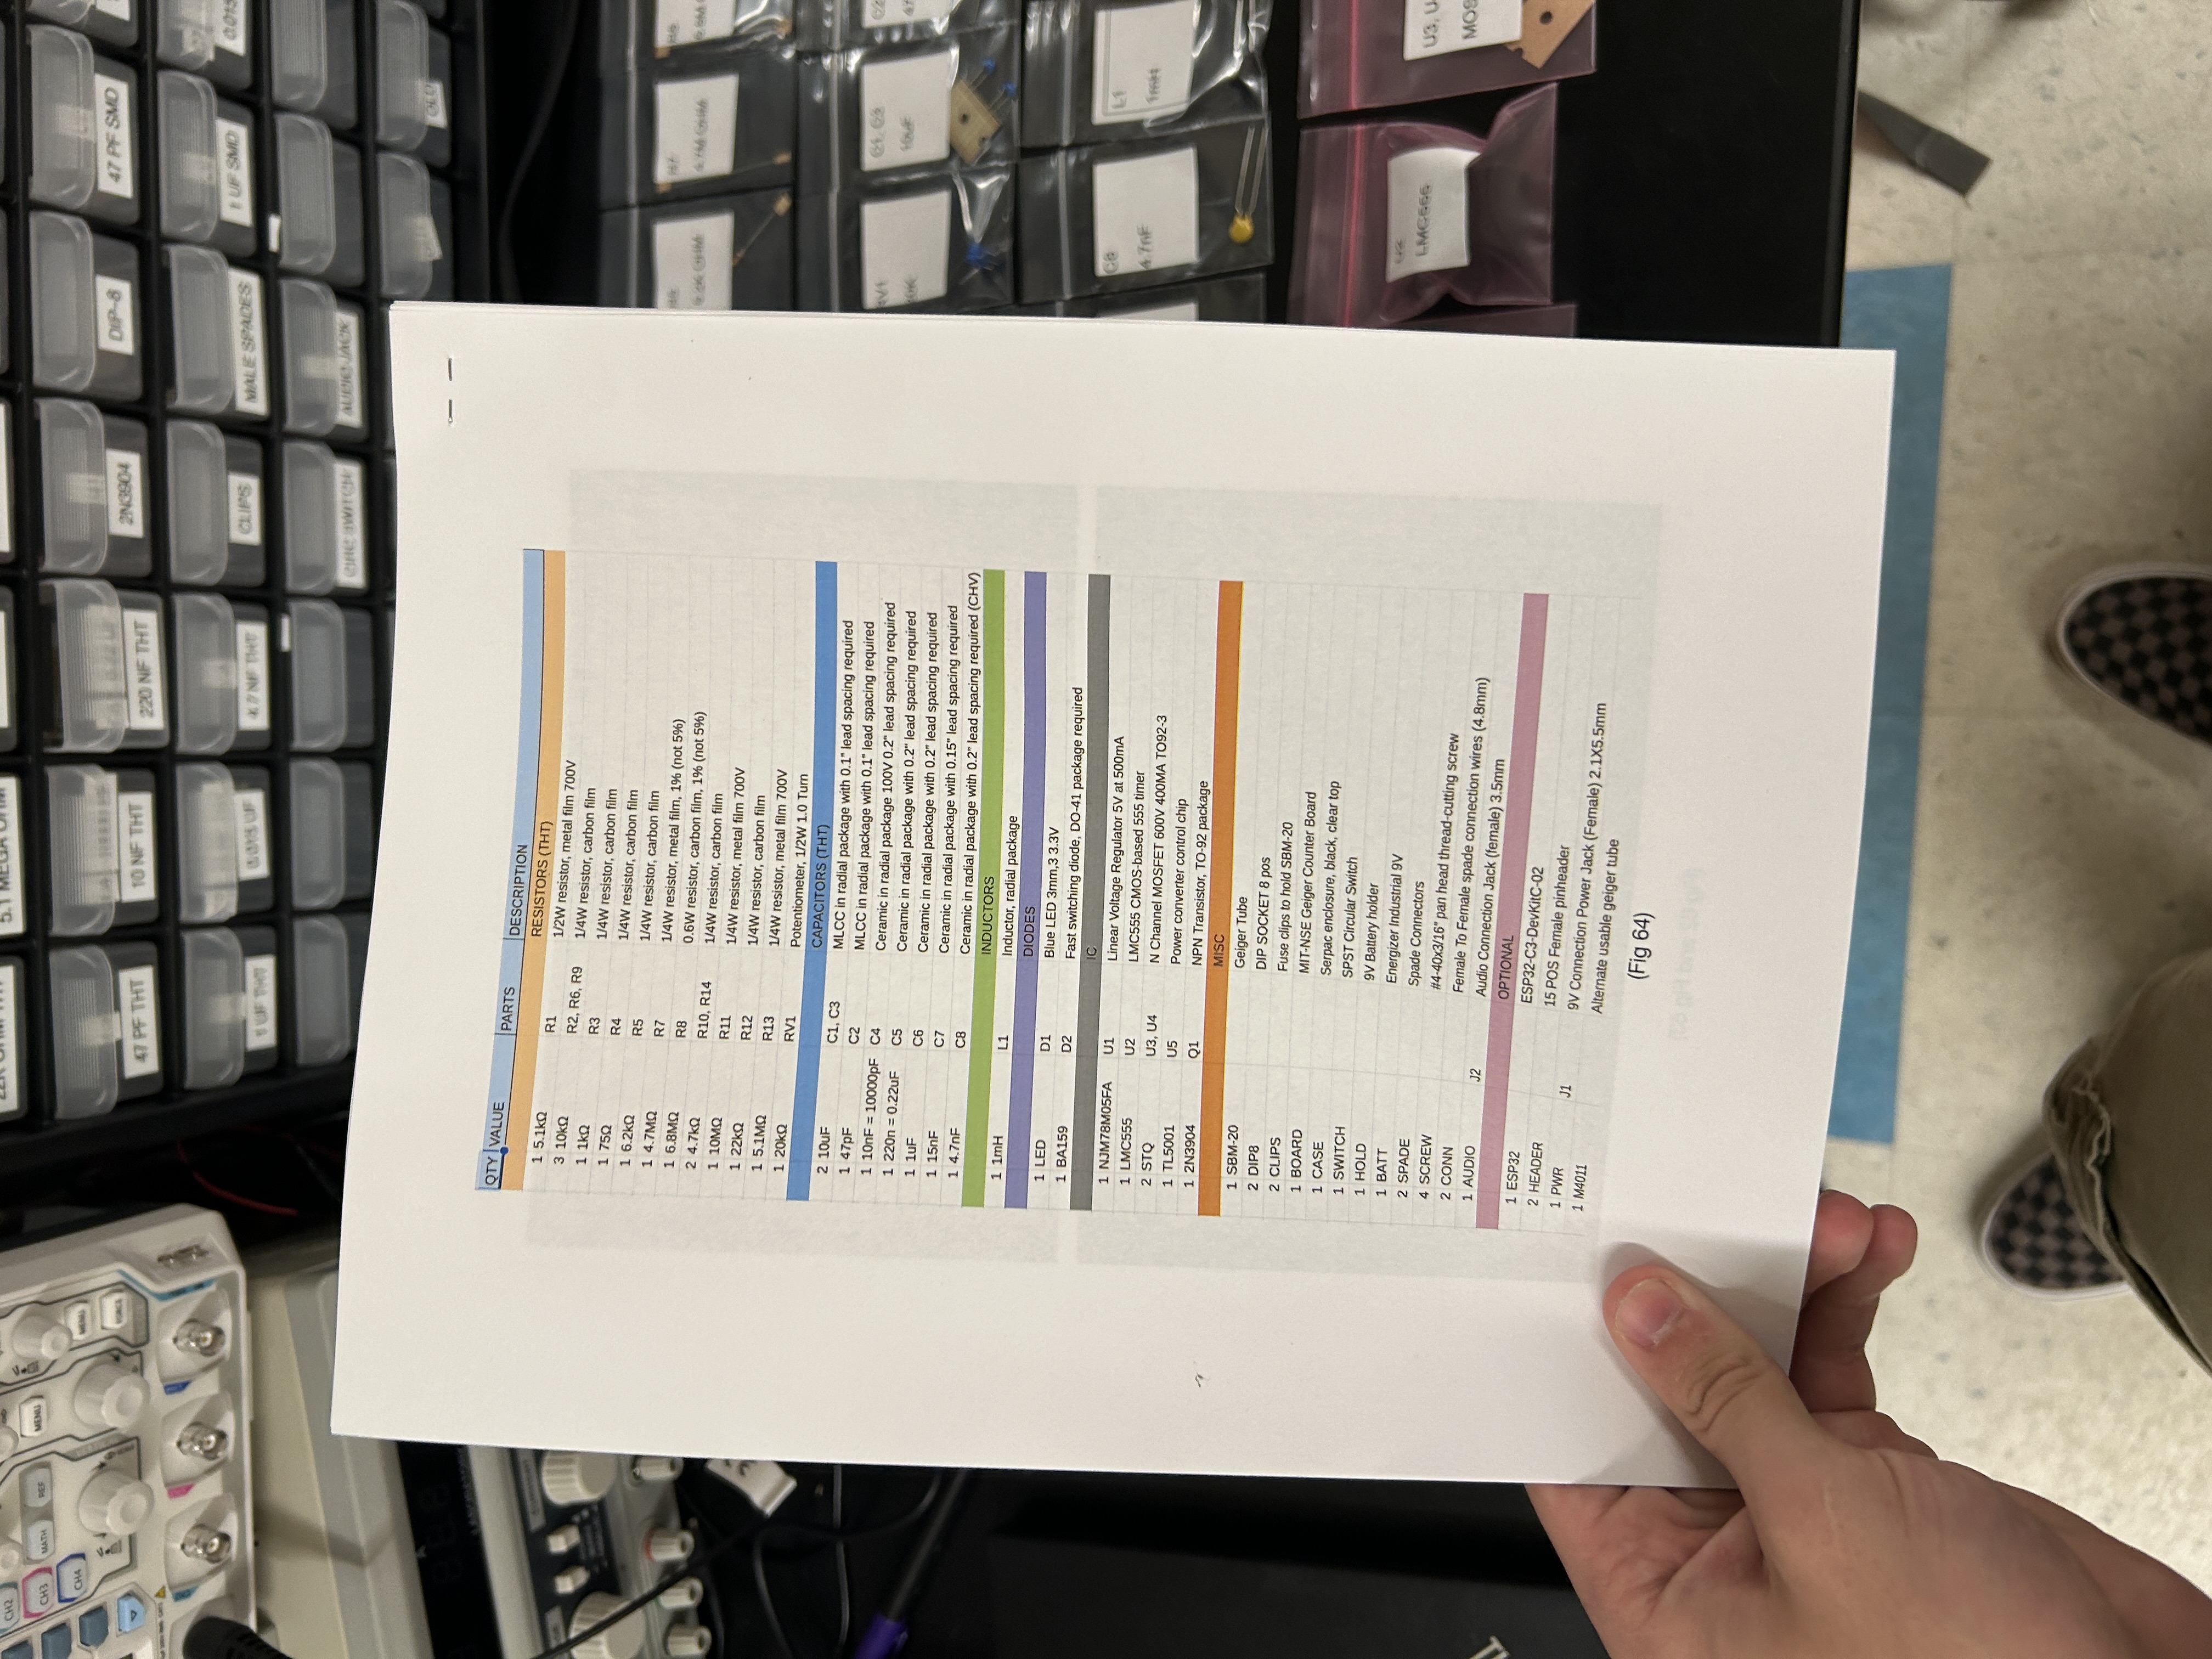 CH2
CH3
MATH
REF
MENU
CH4
MENU
FORCE
5.1 MEGA OHM
47 PF THT
10 NF THT
220 NF THT
2N3904
DIP-8
47 PF SMD
1 UF THT
0.015 UF
4.7 NF THT
CLIPS
MALE SPADES
1 UF SMD
CIRC SWITCH
AUDIO JACK
OLED
QTY VALUE PARTS DESCRIPTION
RESISTORS (THT)
1 5.1kΩ R1 1/2W resistor, metal film 700V
3 10kΩ R2, R6, R9 1/4W resistor, carbon film
1 1kΩ R3 1/4W resistor, carbon film
1 75Ω R4 1/4W resistor, carbon film
1 6.2kΩ R5 1/4W resistor, carbon film
1 4.7MΩ R7 1/4W resistor, metal film, 1% (not 5%)
1 6.8MΩ R8 0.6W resistor, carbon film, 1% (not 5%)
2 4.7kΩ R10, R14 1/4W resistor, carbon film
1 10MΩ R11 1/4W resistor, metal film 700V
1 22kΩ R12 1/4W resistor, carbon film
1 5.1MΩ R13 1/4W resistor, metal film 700V
1 20kΩ RV1 Potentiometer, 1/2W 1.0 Turn
CAPACITORS (THT)
2 10uF C1, C3 MLCC in radial package with 0.1" lead spacing required
1 47pF C2 MLCC in radial package with 0.1" lead spacing required
1 10nF = 10000pF C4 Ceramic in radial package 100V 0.2" lead spacing required
1 220n = 0.22uF C5 Ceramic in radial package with 0.2" lead spacing required
1 1uF C6 Ceramic in radial package with 0.2" lead spacing required
1 15nF C7 Ceramic in radial package with 0.15" lead spacing required
1 4.7nF C8 Ceramic in radial package with 0.2" lead spacing required (CHV)
INDUCTORS
1 1mH L1 Inductor, radial package
DIODES
1 LED D1 Blue LED 3mm,3 3.3V
1 BA159 D2 Fast switching diode, DO-41 package required
IC
1 NJM78M05FA U1 Linear Voltage Regulator 5V at 500mA
1 LMC555 U2 LMC555 CMOS-based 555 timer
2 STQ U3, U4 N Channel MOSFET 600V 400MA TO92-3
1 TL5001 U5 Power converter control chip
1 2N3904 Q1 NPN Transistor, TO-92 package
MISC
1 SBM-20 Geiger Tube
2 DIP8 DIP SOCKET 8 pos
2 CLIPS Fuse clips to hold SBM-20
1 BOARD MIT-NSE Geiger Counter Board
1 CASE Serpac enclosure, black, clear top
1 SWITCH SPST Circular Switch
1 HOLD 9V Battery holder
1 BATT Energizer Industrial 9V
2 SPADE Spade Connectors
4 SCREW #4-40x3/16" pan head thread-cutting screw
2 CONN Female To Female spade connection wires (4.8mm)
1 AUDIO J2 Audio Connection Jack (female) 3.5mm
OPTIONAL
1 ESP32 ESP32-C3-DevKitC-02
2 HEADER 15 POS Female pinheader
1 PWR J1 9V Connection Power Jack (Female) 2.1X5.5mm
1 M4011 Alternate usable geiger tube
(Fig 64)
R7
4.7M OHM
C1, C3
10uF
C8
4.7nF
L1
1mH
U2
LMC555
U3, U
MOS